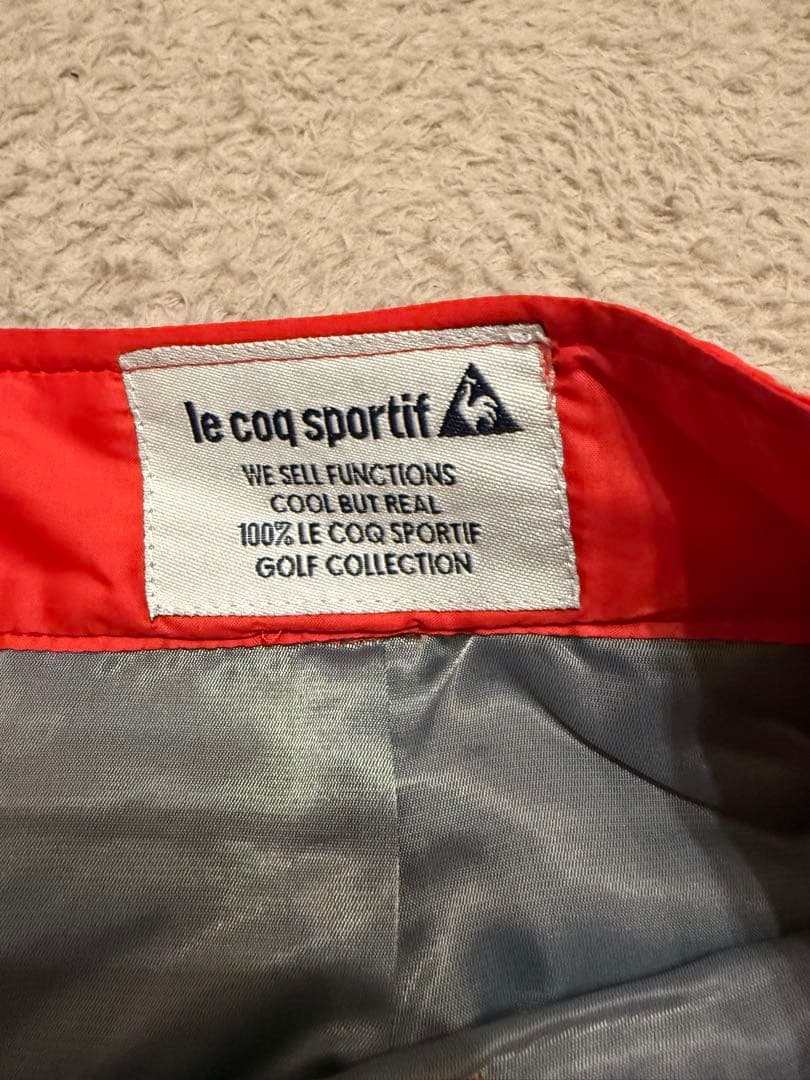 le coq sportif
WE SELL FUNCTIONS
COOL BUT REAL
100% LE COQ SPORTIF
GOLF COLLECTION